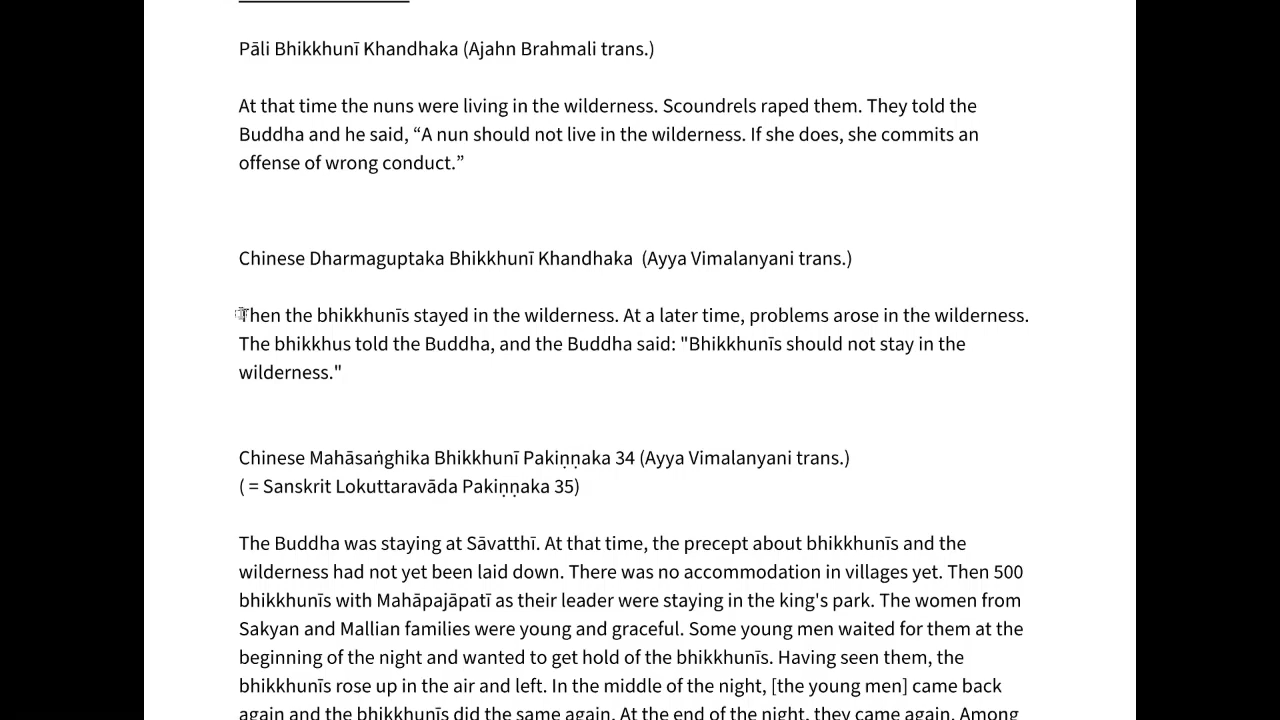 Pāli Bhikkhunī Khandhaka (Ajahn Brahmali trans.)
At that time the nuns were living in the wilderness. Scoundrels raped them. They told the
Buddha and he said, “A nun should not live in the wilderness. If she does, she commits an
offense of wrong conduct.”
Chinese Dharmaguptaka Bhikkhunī Khandhaka (Ayya Vimalanyani trans.)
Then the bhikkhunīs stayed in the wilderness. At a later time, problems arose in the wilderness.
The bhikkhus told the Buddha, and the Buddha said: "Bhikkhunīs should not stay in the
wilderness."
Chinese Mahāsaṅghika Bhikkhunī Pakiṇṇaka 34 (Ayya Vimalanyani trans.)
( = Sanskrit Lokuttaravāda Pakiṇṇaka 35)
The Buddha was staying at Sāvatthī. At that time, the precept about bhikkhunīs and the
wilderness had not yet been laid down. There was no accommodation in villages yet. Then 500
bhikkhunīs with Mahāpajāpatī as their leader were staying in the king's park. The women from
Sakyan and Mallian families were young and graceful. Some young men waited for them at the
beginning of the night and wanted to get hold of the bhikkhunīs. Having seen them, the
bhikkhunīs rose up in the air and left. In the middle of the night, [the young men] came back
again and the bhikkhunīs did the same again. At the end of the night, they came again. Among